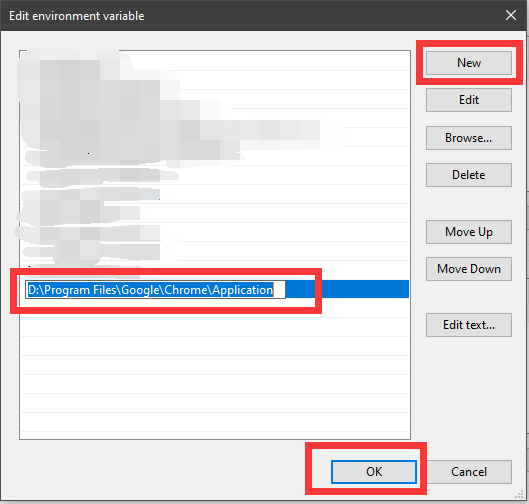 Edit environment variable
New
Edit
Browse...
Delete
Move Up
D:\Program Files\Google\Chrome\Application
Move Down
Edit text...
OK
Cancel